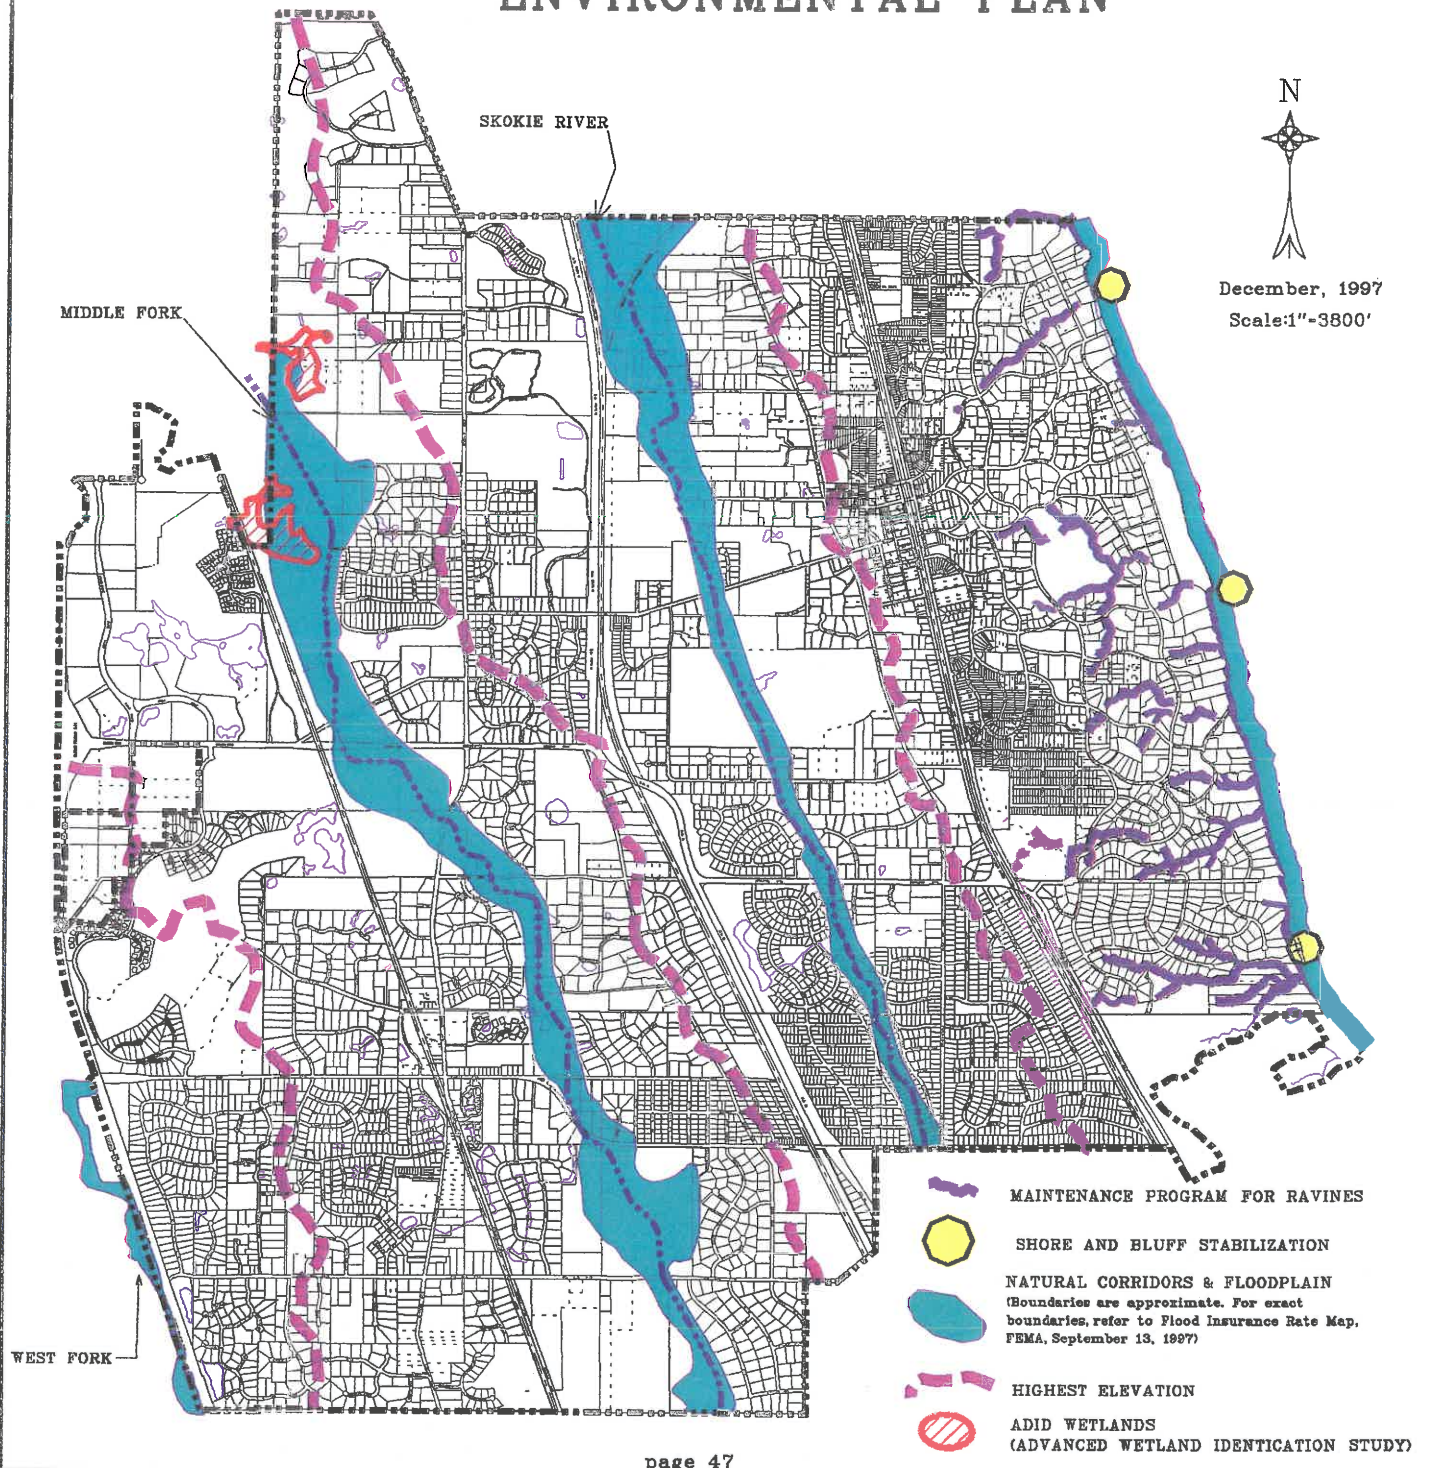 ENVIRONMENTAL PLAN
N
SKOKIE RIVER
December, 1997
Scale:1"=3800'
MIDDLE FORK
WEST FORK
MAINTENANCE PROGRAM FOR RAVINES
SHORE AND BLUFF STABILIZATION
NATURAL CORRIDORS & FLOODPLAIN
(Boundaries are approximate. For exact
boundaries, refer to Flood Insurance Rate Map,
FEMA, September 13, 1997)
HIGHEST ELEVATION
ADID WETLANDS
(ADVANCED WETLAND IDENTICATION STUDY)
page 47